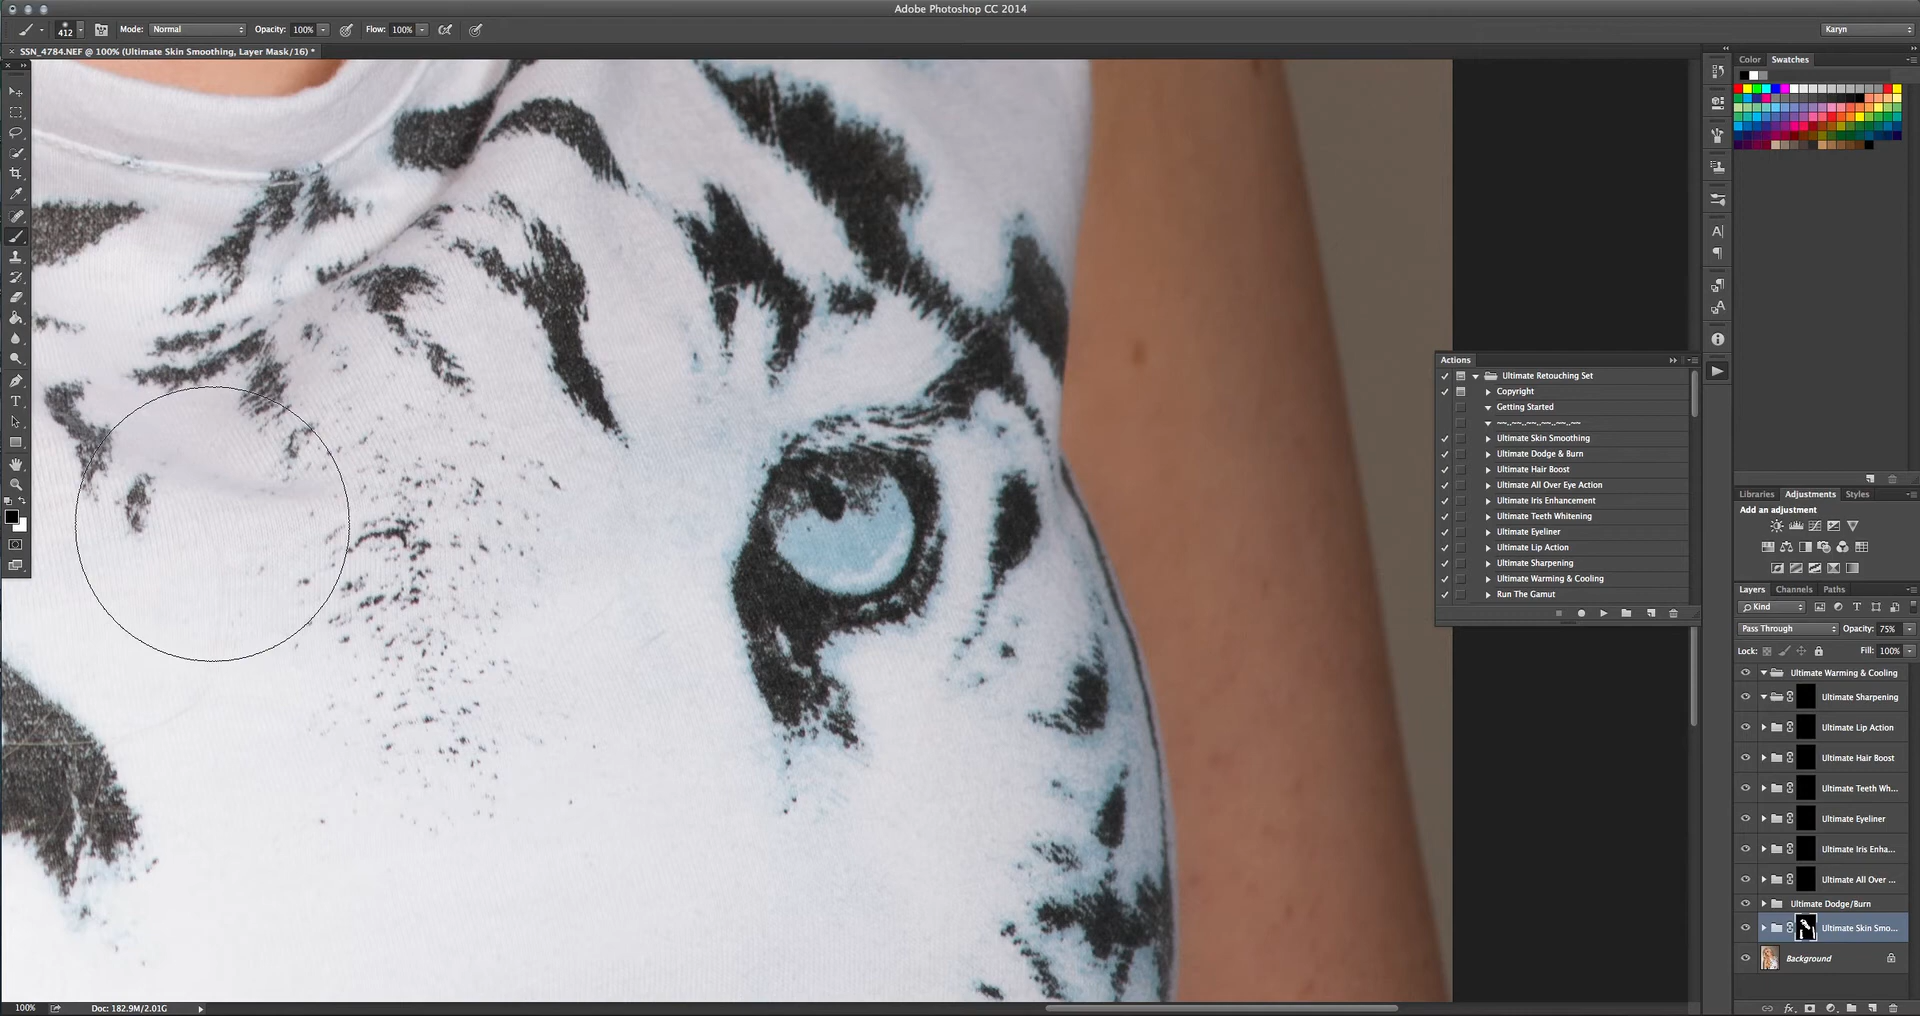 Adobe Photoshop CC 2014
412 Mode: Normal Opacity: 100% Flow: 100% Karyn
× SSN_4784.NEF @ 100% (Ultimate Skin Smoothing, Layer Mask/16) *
Color Swatches
Actions
Ultimate Retouching Set
Copyright
Getting Started
~~..~~..~~..~~..~~..~~
Ultimate Skin Smoothing
Ultimate Dodge & Burn
Ultimate Hair Boost
Ultimate All Over Eye Action
Ultimate Iris Enhancement
Ultimate Teeth Whitening
Ultimate Eyeliner
Ultimate Lip Action
Ultimate Sharpening
Ultimate Warming & Cooling
Run The Gamut
Libraries Adjustments Styles
Add an adjustment
Layers Channels Paths
Kind
Pass Through Opacity: 75%
Lock: Fill: 100%
Ultimate Warming & Cooling
Ultimate Sharpening
Ultimate Lip Action
Ultimate Hair Boost
Ultimate Teeth Wh...
Ultimate Eyeliner
Ultimate Iris Enha...
Ultimate All Over ...
Ultimate Dodge/Burn
Ultimate Skin Smo...
Background
100% Doc: 182.9M/2.01G